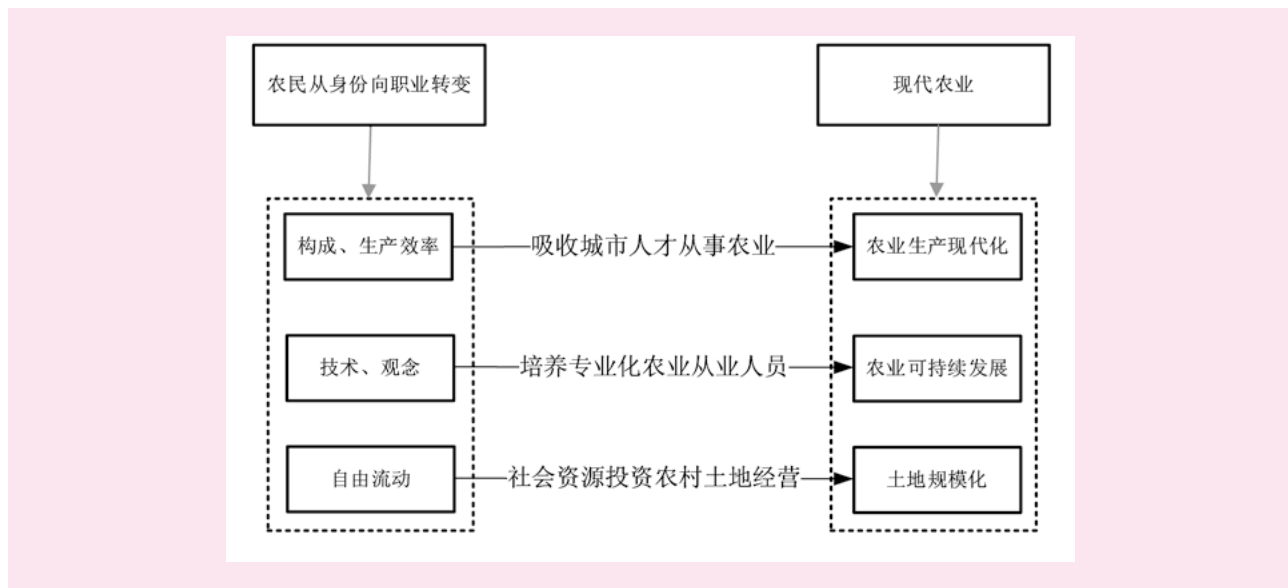 农民从身份向职业转变
现代农业
构成、生产效率
吸收城市人才从事农业
农业生产现代化
技术、观念
培养专业化农业从业人员
农业可持续发展
自由流动
社会资源投资农村土地经营
土地规模化